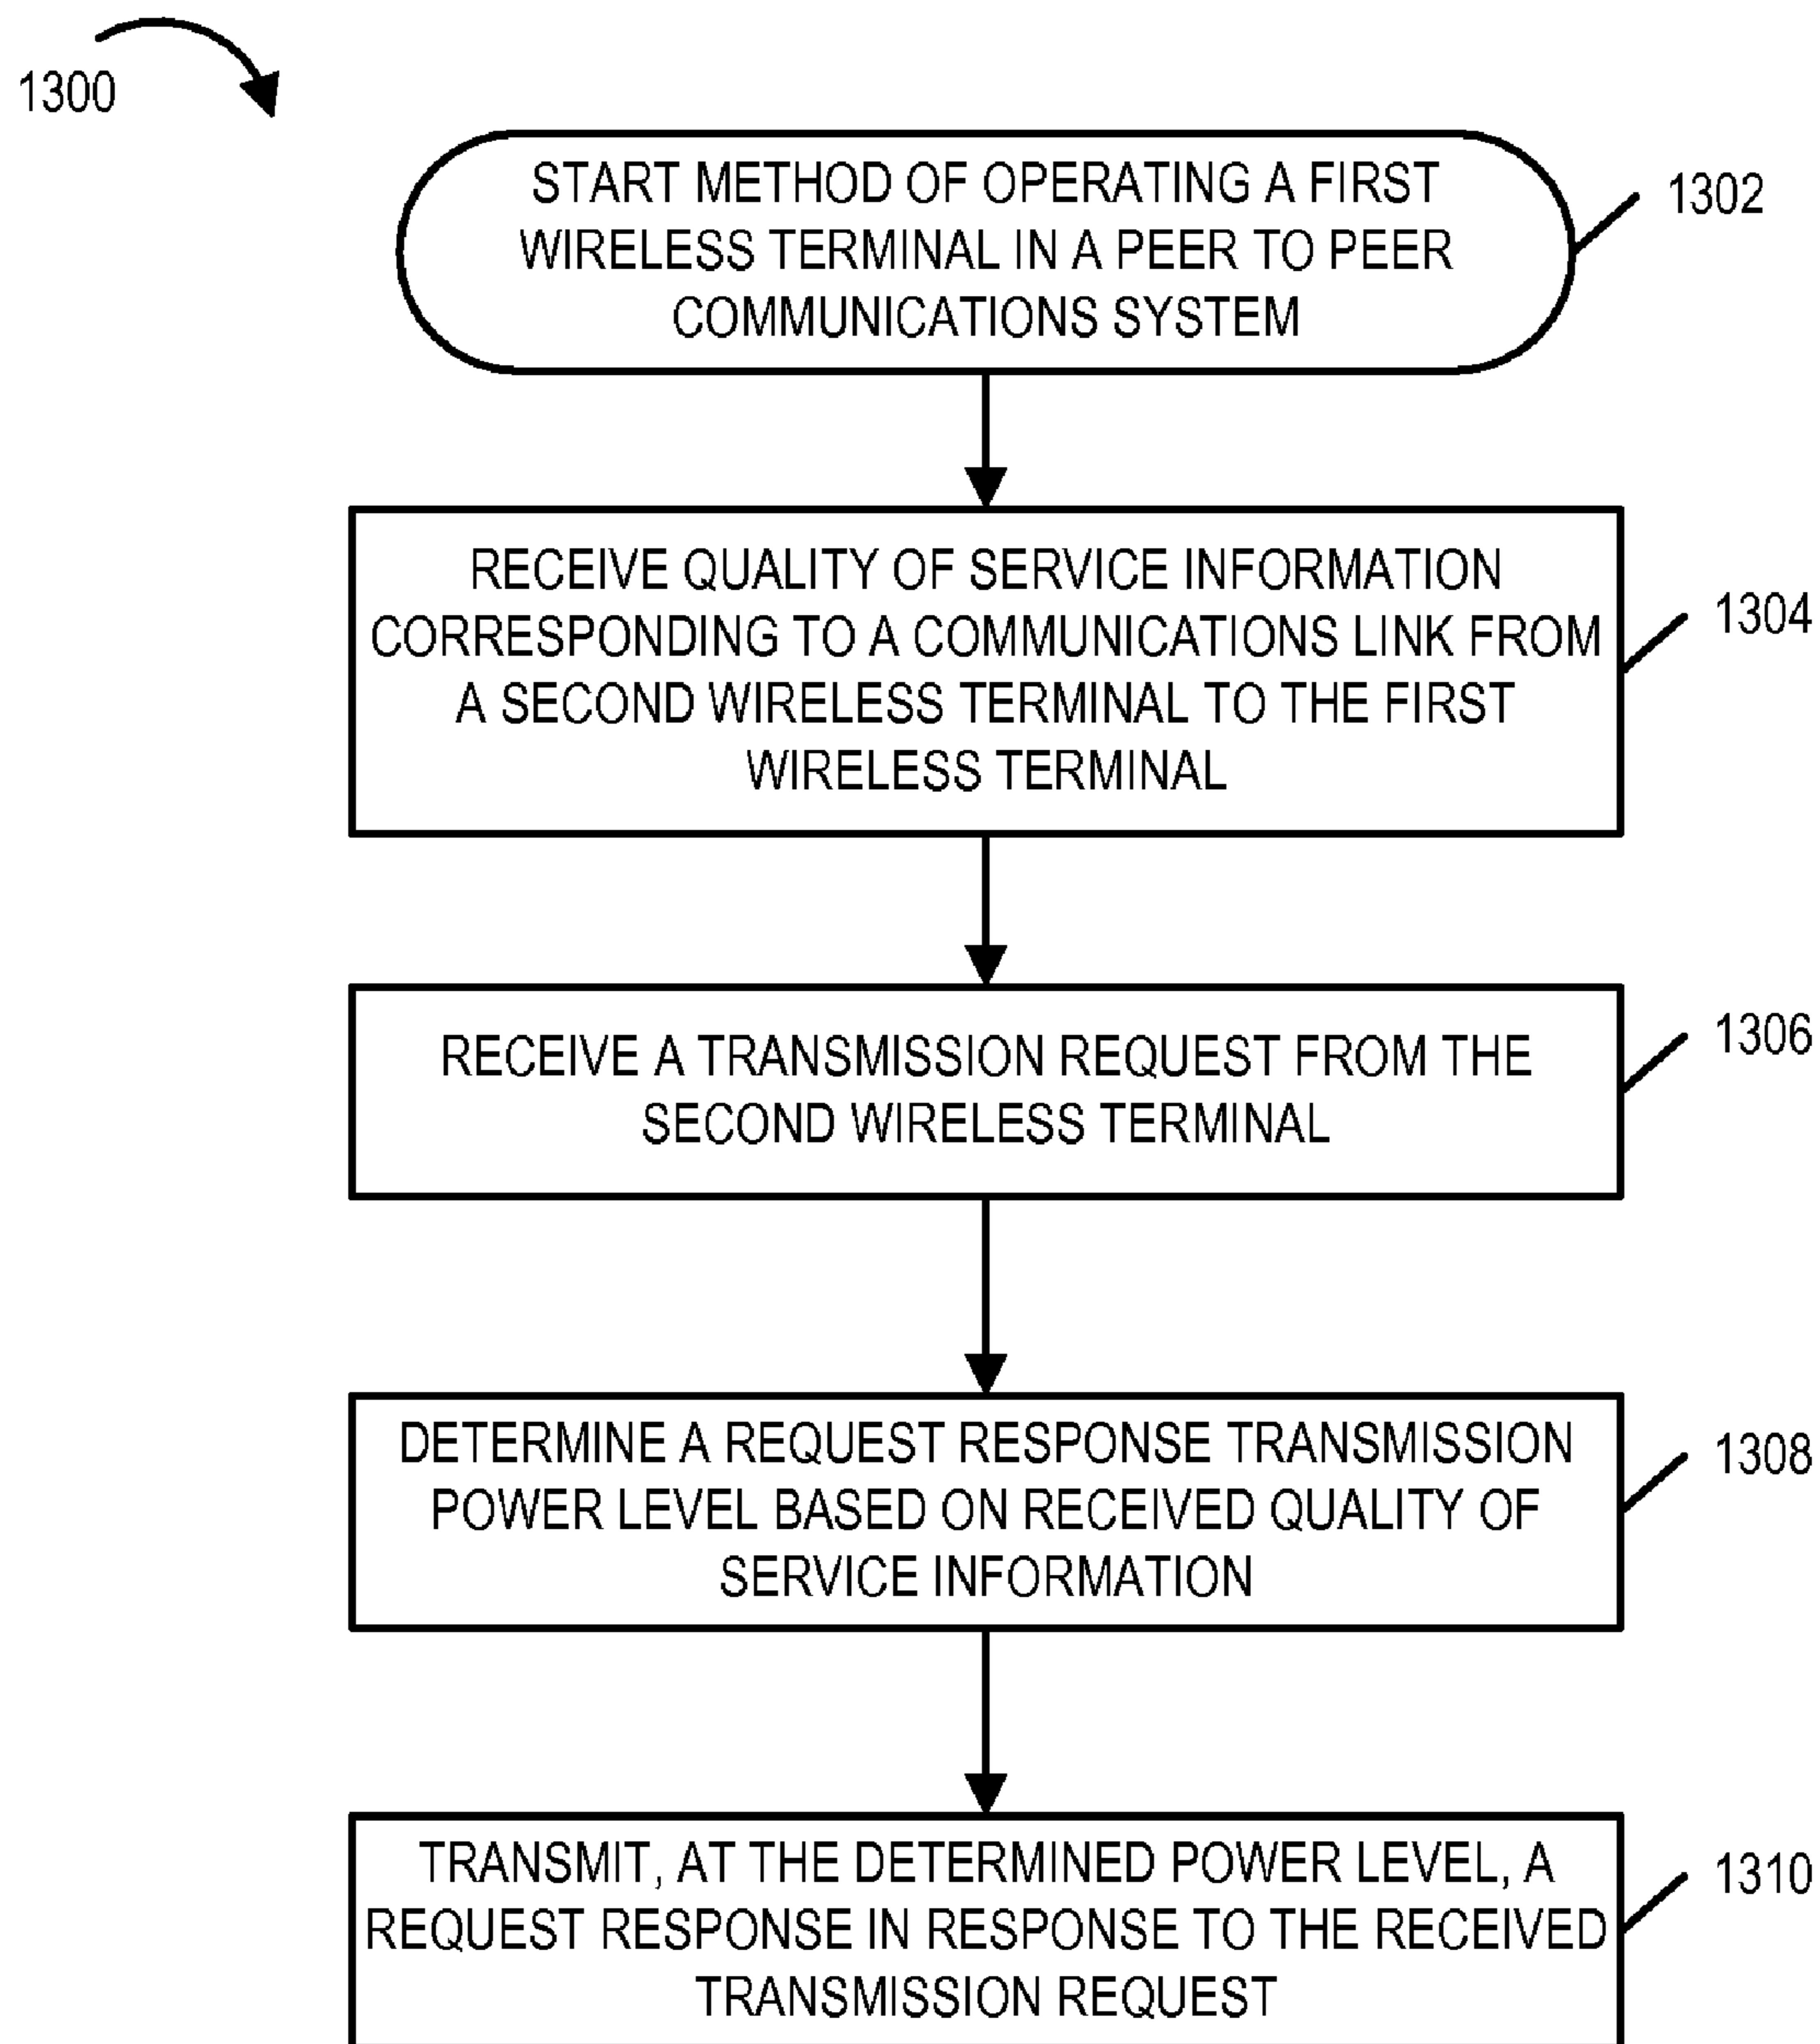 1300
START METHOD OF OPERATING A FIRST
WIRELESS TERMINAL IN A PEER TO PEER
COMMUNICATIONS SYSTEM
1302
RECEIVE QUALITY OF SERVICE INFORMATION
CORRESPONDING TO A COMMUNICATIONS LINK FROM
A SECOND WIRELESS TERMINAL TO THE FIRST
WIRELESS TERMINAL
1304
RECEIVE A TRANSMISSION REQUEST FROM THE
SECOND WIRELESS TERMINAL
1306
DETERMINE A REQUEST RESPONSE TRANSMISSION
POWER LEVEL BASED ON RECEIVED QUALITY OF
SERVICE INFORMATION
1308
TRANSMIT, AT THE DETERMINED POWER LEVEL, A
REQUEST RESPONSE IN RESPONSE TO THE RECEIVED
TRANSMISSION REQUEST
1310